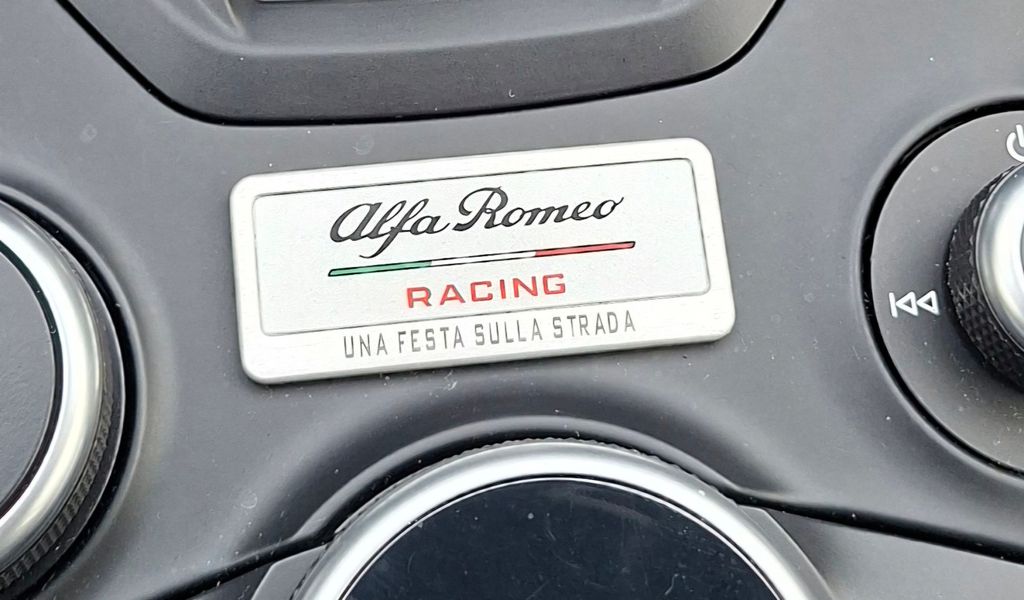 Alfa Romeo
RACING
UNA FESTA SULLA STRADA